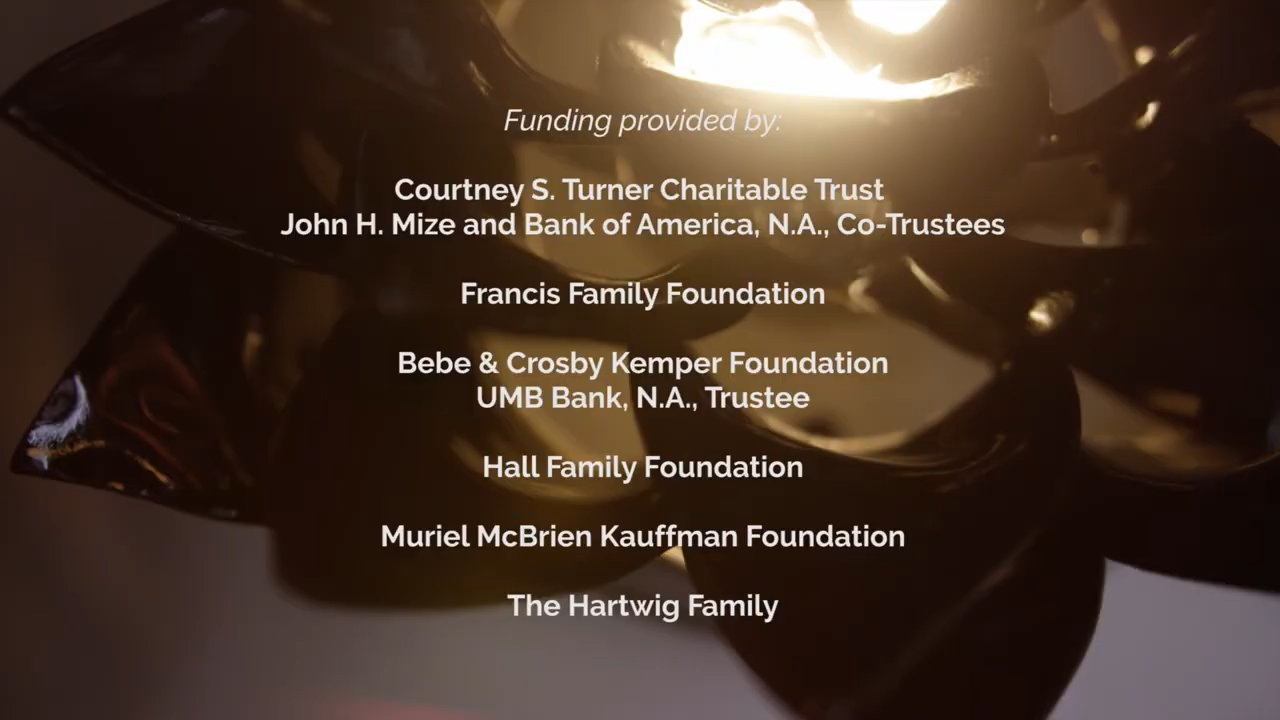 Funding provided by:
Courtney S. Turner Charitable Trust
John H. Mize and Bank of America, N.A., Co-Trustees
Francis Family Foundation
Bebe & Crosby Kemper Foundation
UMB Bank, N.A., Trustee
Hall Family Foundation
Muriel McBrien Kauffman Foundation
The Hartwig Family